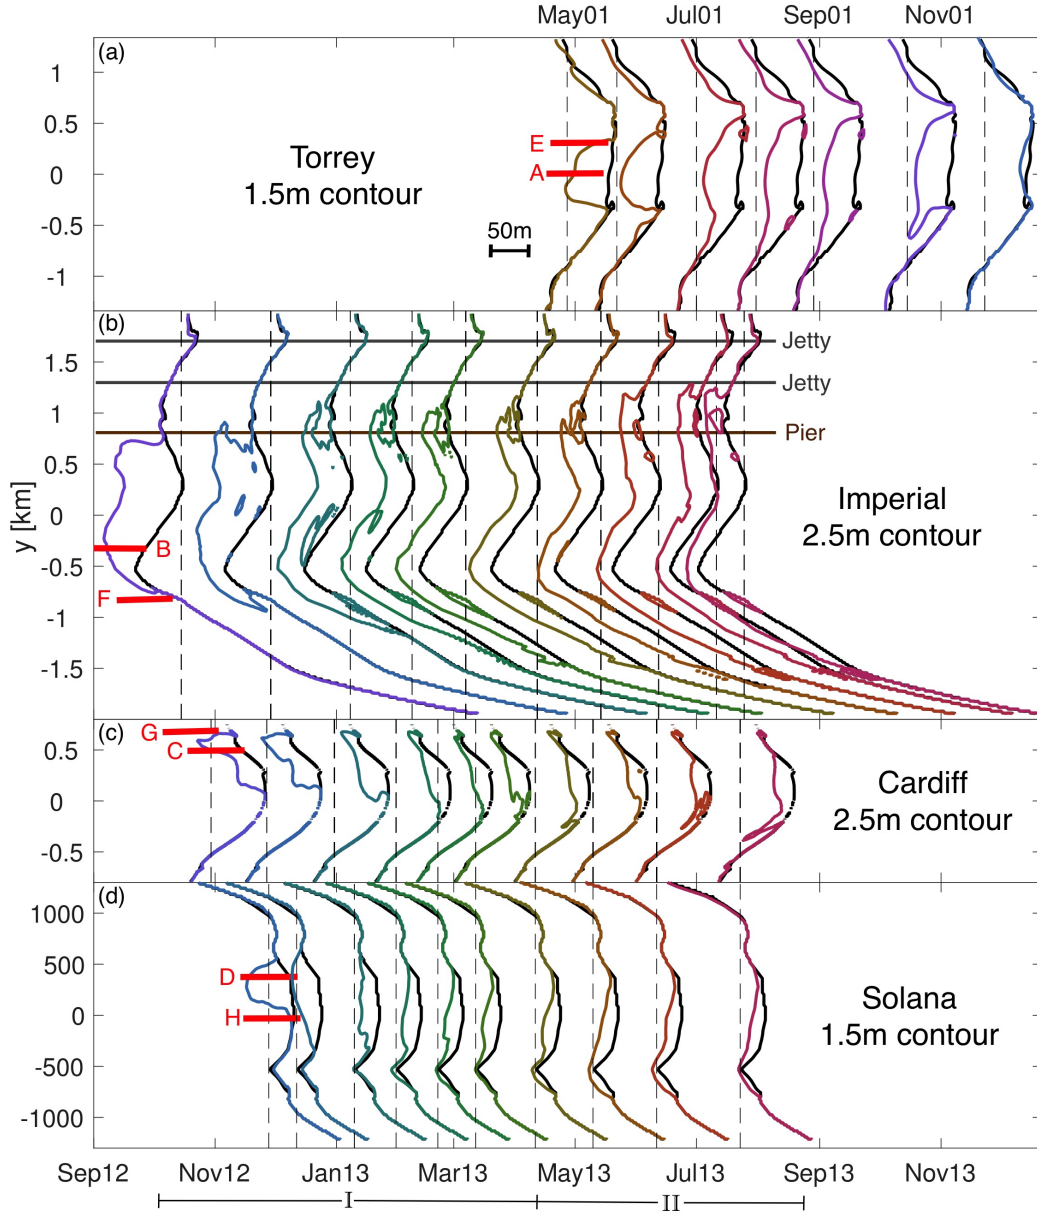 May01 Jul01 Sep01 Nov01
(a)
1
0.5
E
0
A
Torrey
1.5m contour
50m
-0.5
-1
(b)
Jetty
1.5
Jetty
1
Pier
0.5
Imperial
2.5m contour
0
y [km]
B
-0.5
F
-1
-1.5
(c)
G
C
0.5
Cardiff
2.5m contour
0
-0.5
(d)
1000
500
D
Solana
1.5m contour
0
H
-500
-1000
Sep12 Nov12 Jan13 Mar13 May13 Jul13 Sep13 Nov13
I II